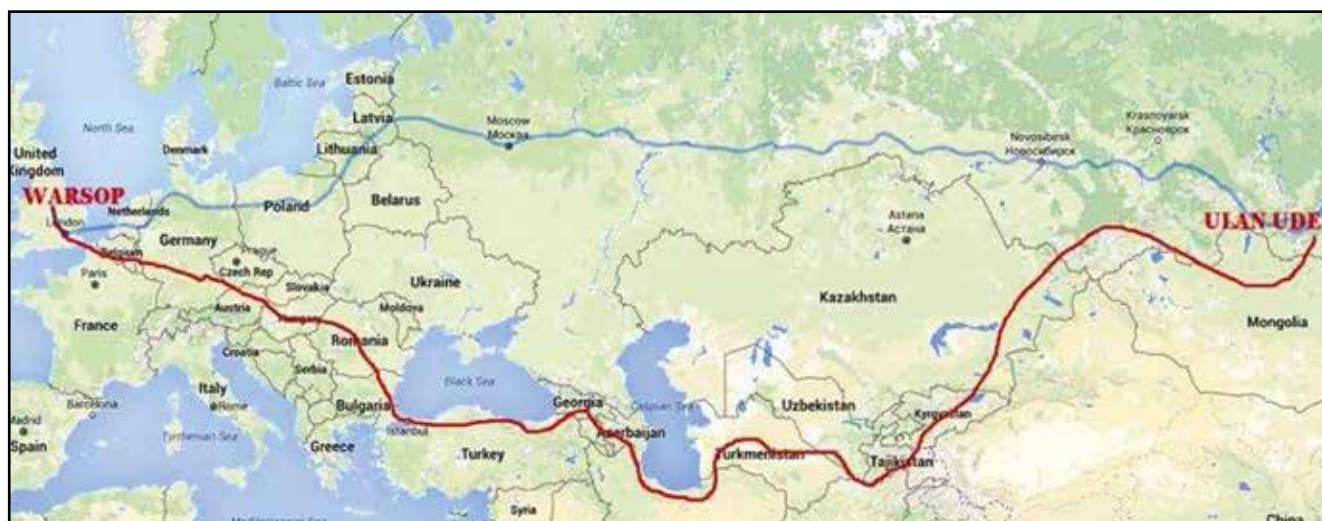 Baltic Sea
Estonia
Latvia
Moscow
Москва
Krasnoyarsk
Красноярск
North Sea
Novosibirsk
Новосибирск
Denmark
Lithuania
United
Kingdom
WARSOP
Netherlands
Poland
Belarus
ULAN UDE
London
Germany
Belgium
Prague
Czech Rep
Astana
Астана
Paris
Slovakia
Ukraine
Kazakhstan
Austria
Moldova
France
Hungary
Mongolia
Romania
Croatia
Serbia
Italy
Black Sea
Georgia
Caspian Sea
Barcelona
Rome
Bulgaria
Uzbekistan
Kyrgyzstan
Madrid
Istanbul
Azerbaijan
Spain
Tyrrhenian Sea
Greece
Turkey
Turkmenistan
Tajikistan
Syria
Mediterranean Sea
China